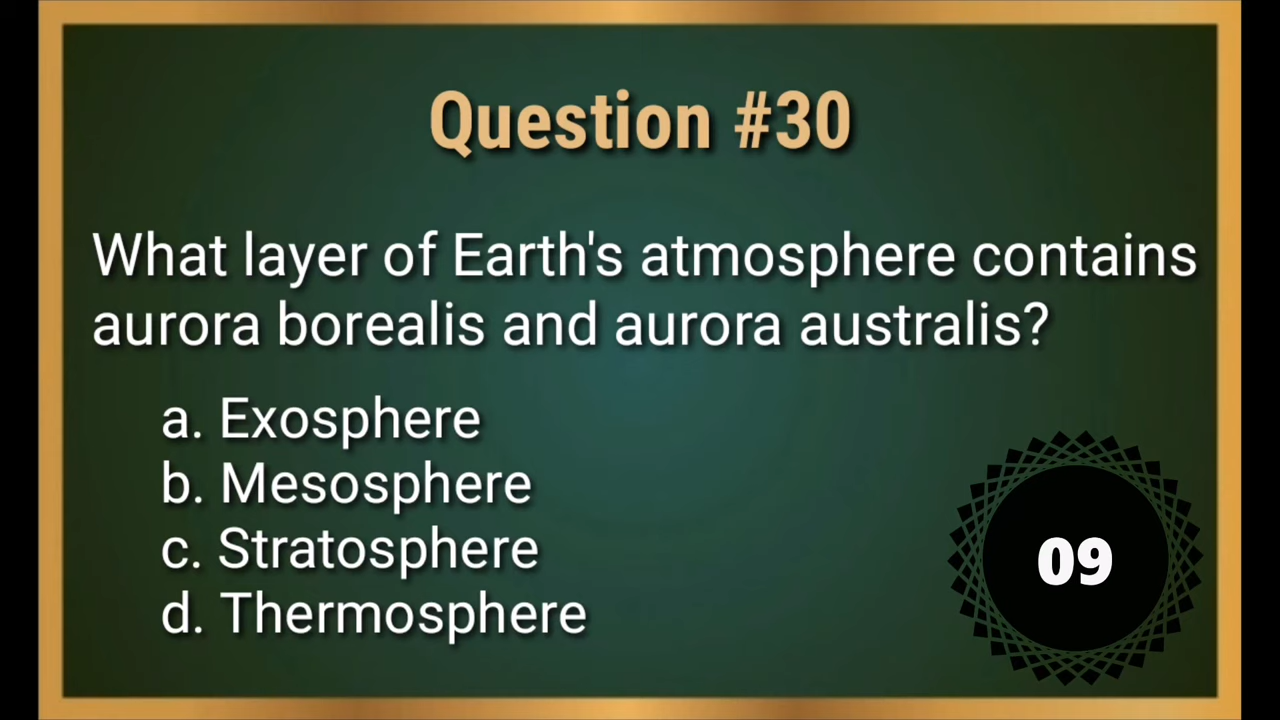 Question #30
What layer of Earth's atmosphere contains
aurora borealis and aurora australis?
a. Exosphere
b. Mesosphere
c. Stratosphere
d. Thermosphere
09